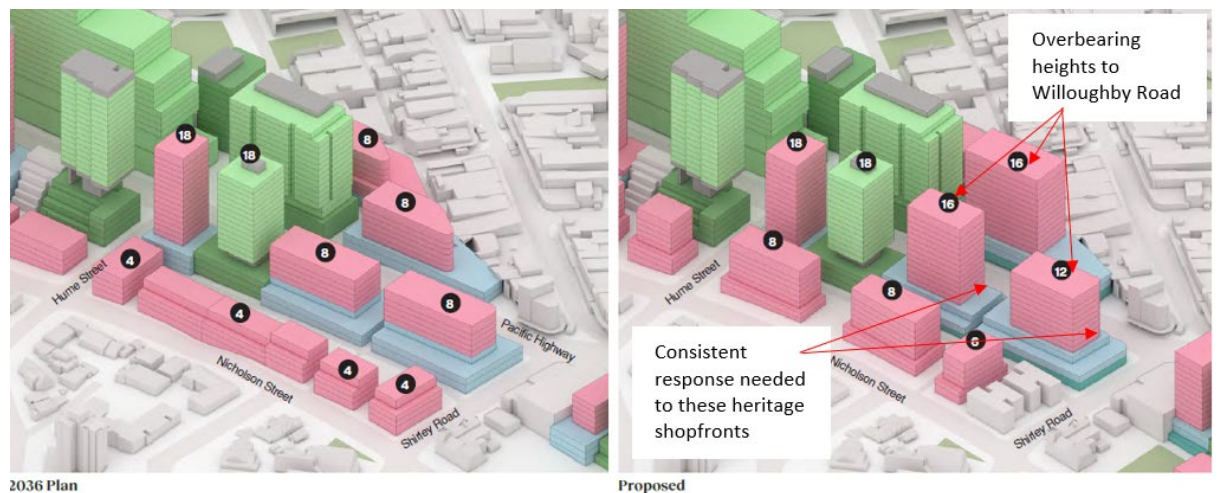 18
18
8
8
8
8
4
4
4
4
Hume Street
Nicholson Street
Pacific Highway
Shirley Road
2036 Plan
Overbearing
heights to
Willoughby Road
18
18
16
16
12
8
8
6
Hume Street
Consistent
response needed
to these heritage
shopfronts
Nicholson Street
Pacific Highway
Shirley Road
Proposed